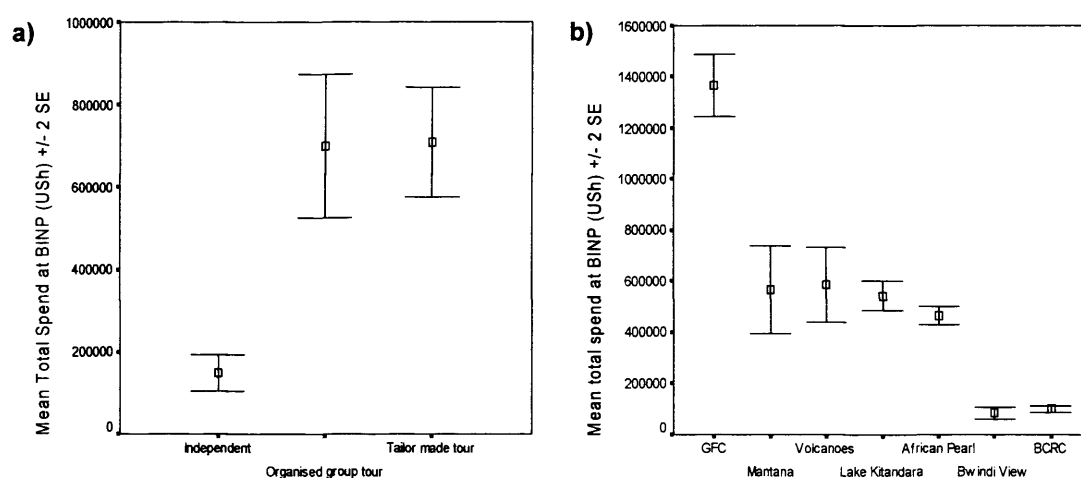 a)
Mean Total Spend at BINP (USh) +/- 2 SE
1000000
800000
600000
400000
200000
0
Independent
Tailor made tour
Organised group tour
b)
Mean total spend at BINP (USh) +/- 2 SE
1600000
1400000
1200000
1000000
800000
600000
400000
200000
0
GFC
Volcanoes
African Pearl
BCRC
Mantana
Lake Kitandara
Bwindi View